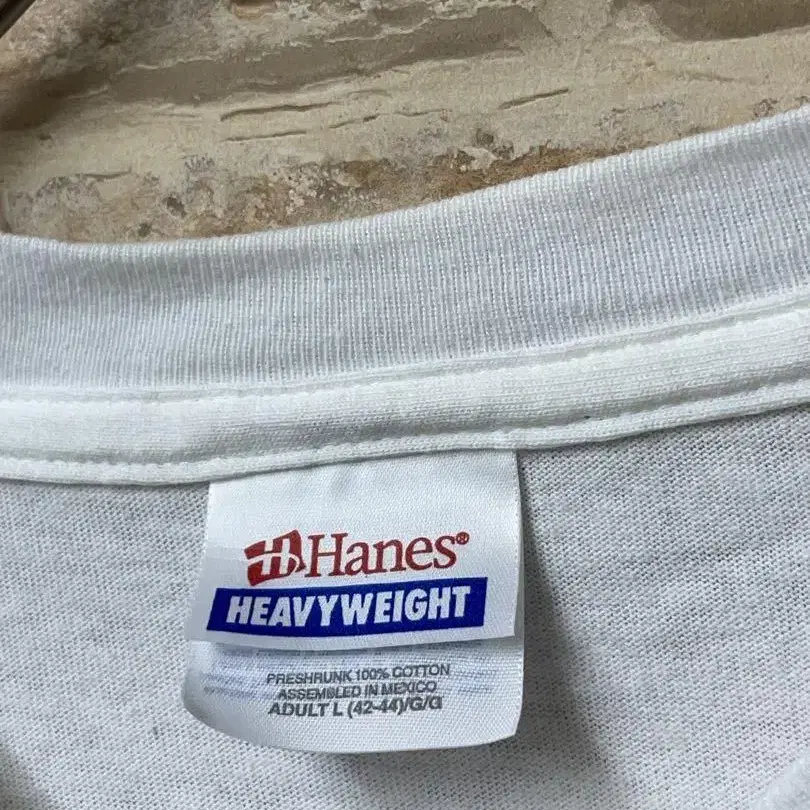 Hanes®
HEAVYWEIGHT
PRESHRUNK 100% COTTON
ASSEMBLED IN MEXICO
ADULT L (42-44)/G/G